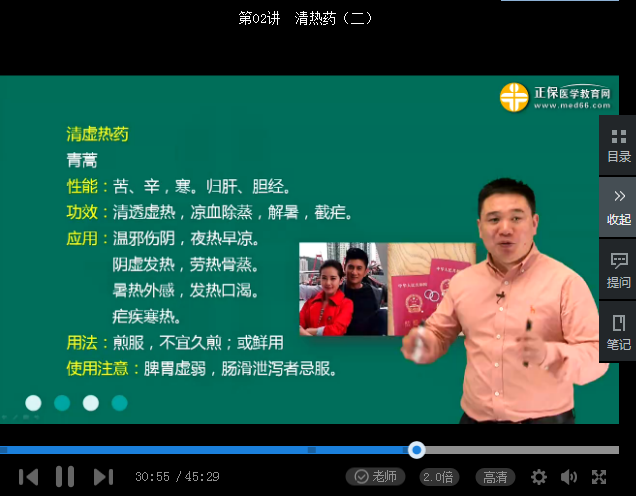 第02讲 清热药（二）
正保医学教育网
www.med66.com
清虚热药
青蒿
性能：苦、辛，寒。归肝、胆经。
功效：清透虚热，凉血除蒸，解暑，截疟。
应用：温邪伤阴，夜热早凉。
阴虚发热，劳热骨蒸。
暑热外感，发热口渴。
疟疾寒热。
用法：煎服，不宜久煎；或鲜用
使用注意：脾胃虚弱，肠滑泄泻者忌服。
目录
收起
提问
笔记
30:55 / 45:29
老师
2.0倍
高清